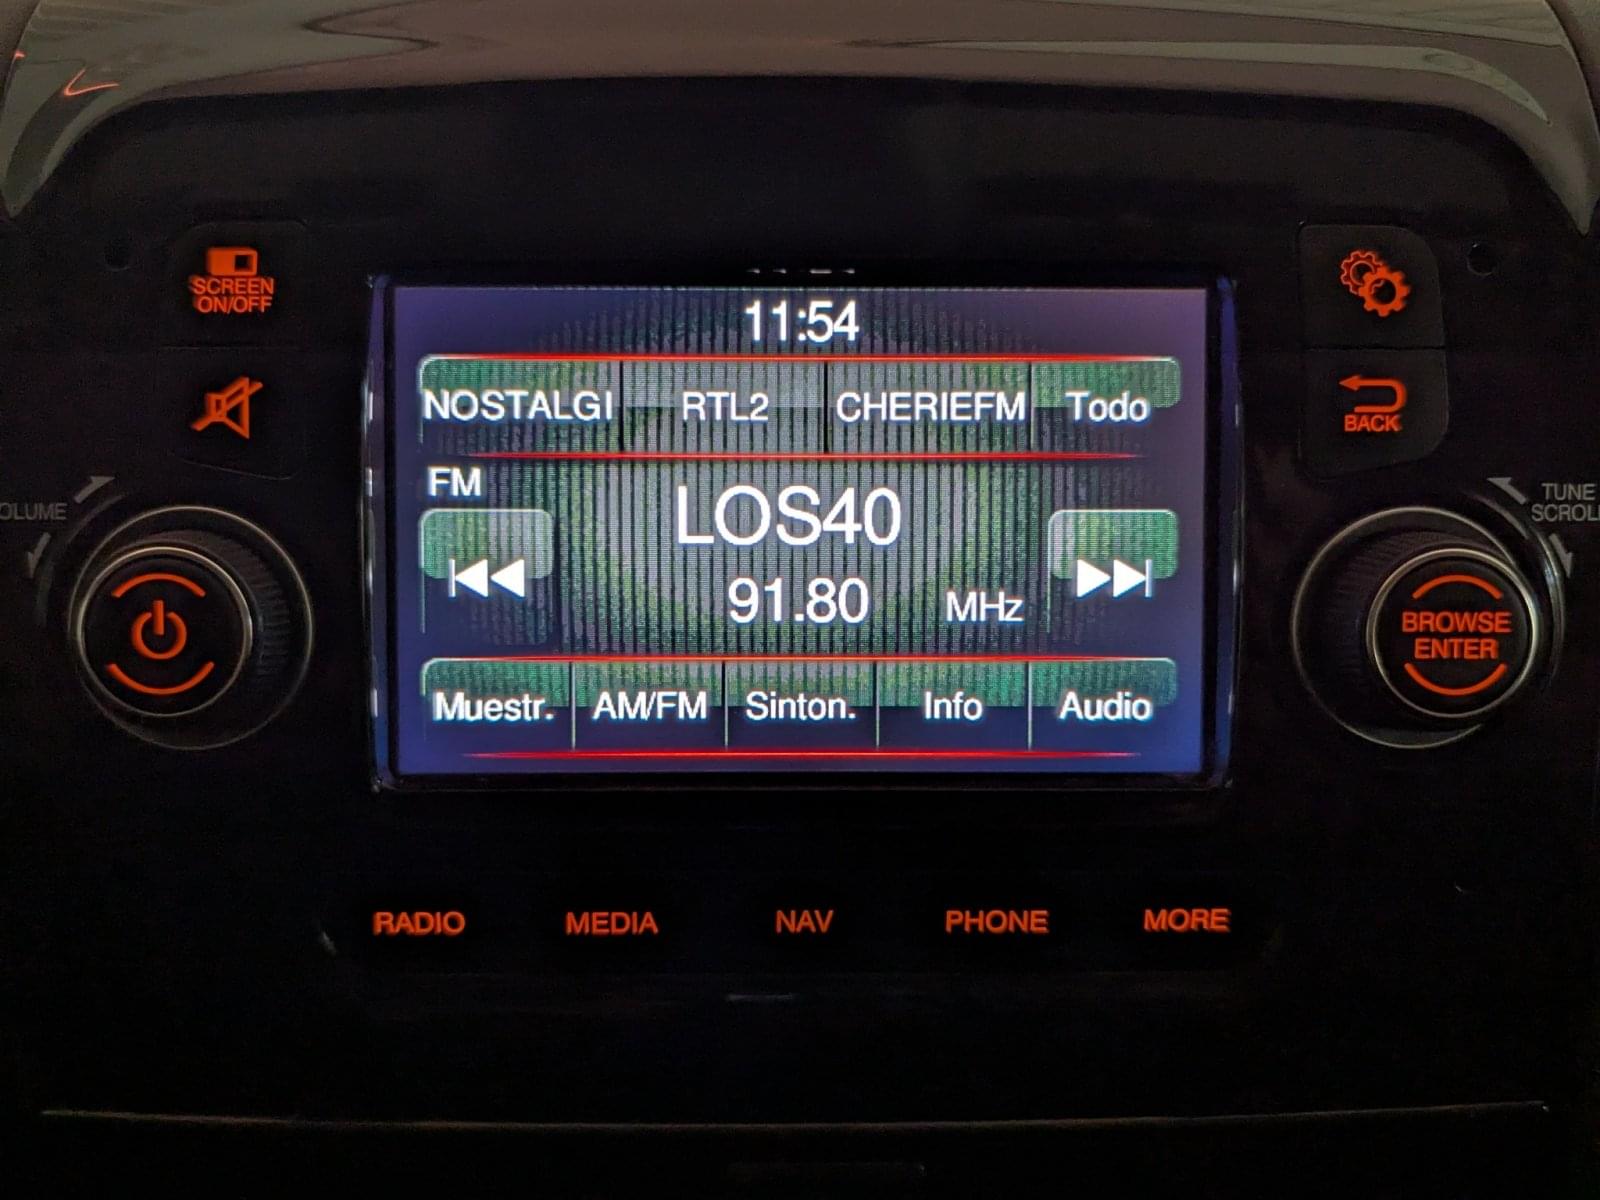 SCREEN
ON/OFF
11:54
NOSTALGI RTL2 CHERIEFM Todo
BACK
FM
LOS40
91.80 MHz
OLUME
TUNE
SCROLL
BROWSE
ENTER
Muestr. AM/FM Sinton. Info Audio
RADIO MEDIA NAV PHONE MORE